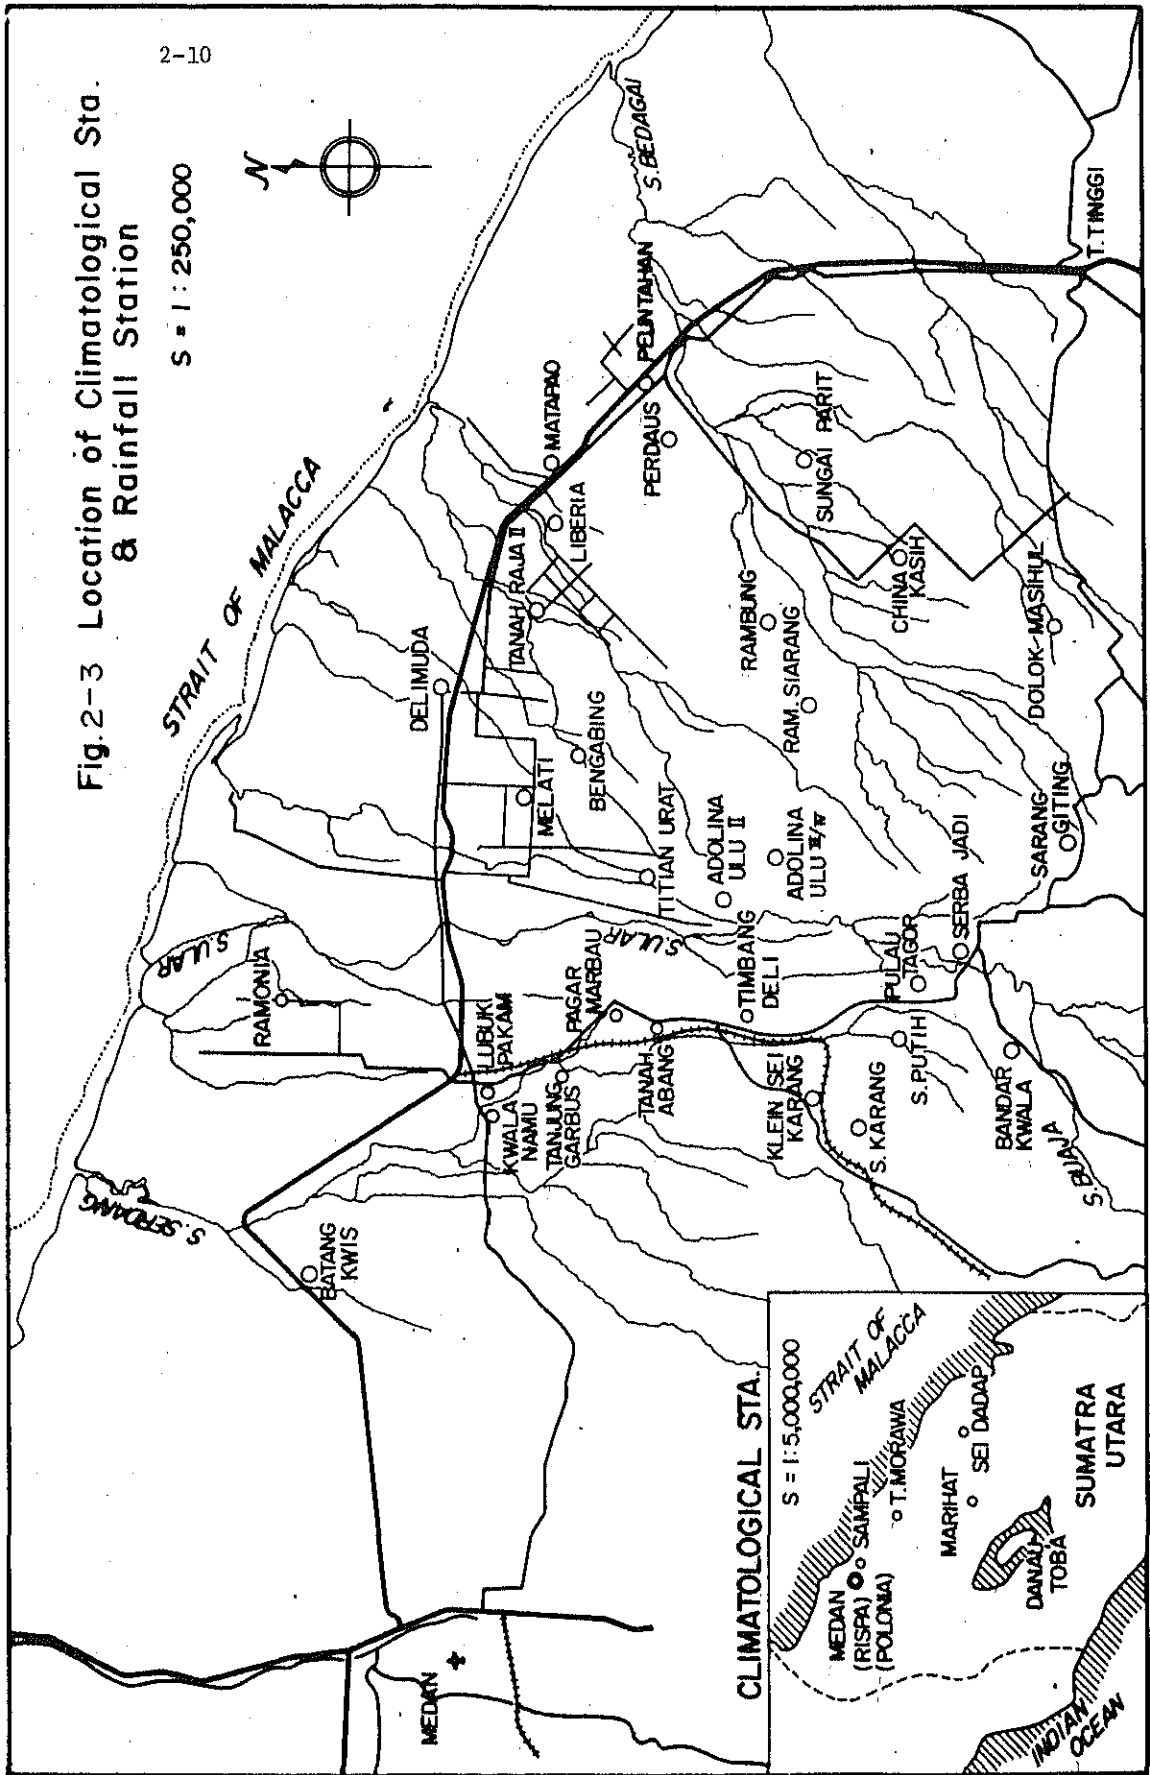 2-10
Fig.2-3 Location of Climatological Sta.
& Rainfall Station
S = 1 : 250,000
N
STRAIT OF MALACCA
S. SERDANG
S.ULAR
RAMONIA
BATANG
KWIS
DELIMUDA
MEDAN
KWALA
NAMU
LUBUKI
PAKAM
MELATI
TANAH RAJA II
MATAPAO
LIBERIA
TANJUNG
GARBUS
PAGAR
MARBAU
BENGABING
S.BEDAGAI
PELINTAHAN
PERDAUS
TANAH
ABANG
S.ULAR
TITIAN URAT
TIMBANG
DELI
ADOLINA
ULU II
KLEIN SEI
KARANG
ADOLINA
ULU III/IV
RAMBUNG
RAM. SIARANG
SUNGAI PARIT
S. KARANG
S.PUTIH
PULAU
TAGOR
SERBA JADI
CHINA
KASIH
BANDAR
KWALA
S.BUAJA
SARANG
GITING
DOLOK-MASIHUL
T.TINGGI
CLIMATOLOGICAL STA.
S = 1:5,000,000
STRAIT OF
MALACCA
MEDAN
(RISPA)
(POLONIA)
SAMPALI
T.MORAWA
MARIHAT
SEI DADAP
DANAU
TOBA
SUMATRA
UTARA
INDIAN
OCEAN